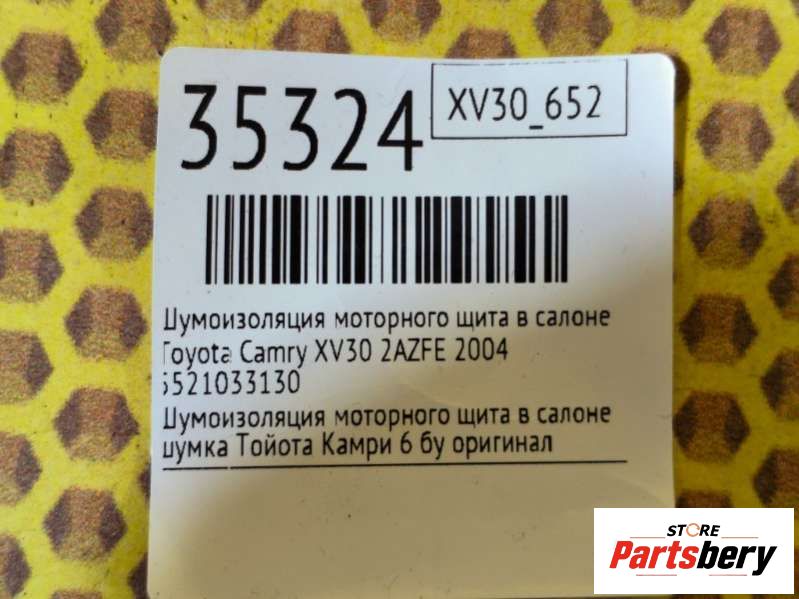 35324
XV30_652
Шумоизоляция моторного щита в салоне
Toyota Camry XV30 2AZFE 2004
5521033130
Шумоизоляция моторного щита в салоне
шумка Тойота Камри 6 бу оригинал
STORE
Partsbery